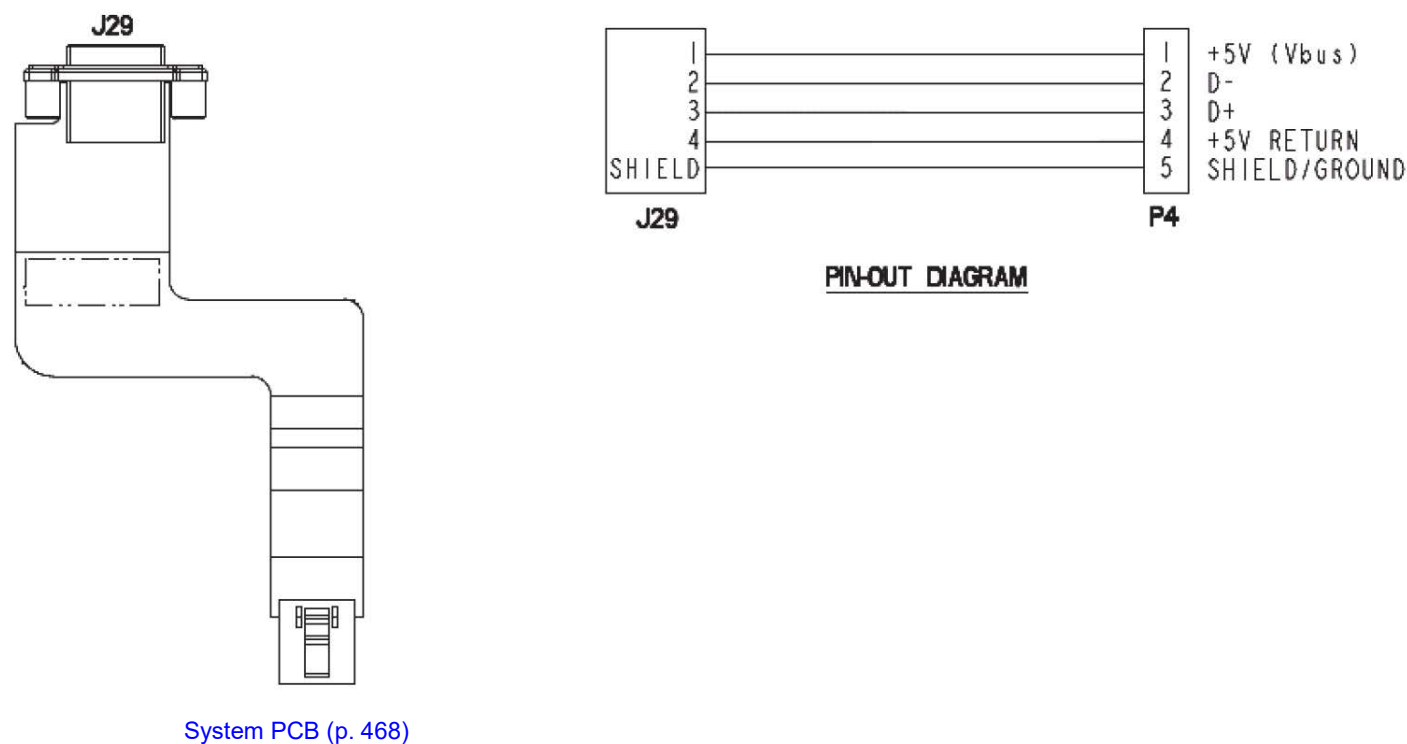 J29
1 1 +5V (Vbus)
2 2 D-
3 3 D+
4 4 +5V RETURN
SHIELD 5 SHIELD/GROUND
J29 P4
PIN-OUT DIAGRAM
System PCB (p. 468)